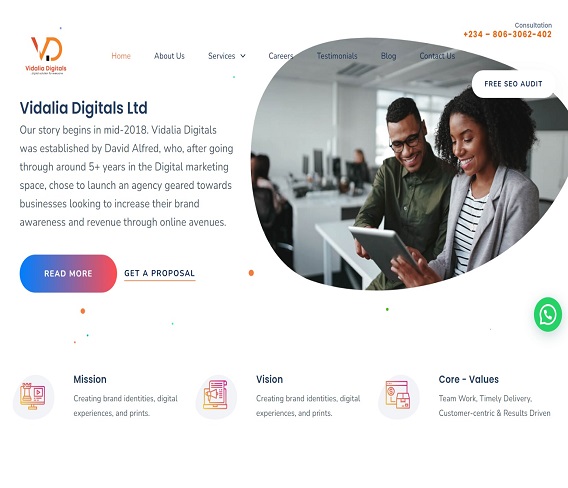 Consultation
+234 – 806-3062-402
VD
Vidalia Digitals
Home About Us Services Careers Testimonials Blog Contact Us
FREE SEO AUDIT
Vidalia Digitals Ltd
Our story begins in mid-2018. Vidalia Digitals
was established by David Alfred, who, after going
through around 5+ years in the Digital marketing
space, chose to launch an agency geared towards
businesses looking to increase their brand
awareness and revenue through online avenues.
READ MORE GET A PROPOSAL
Mission
Creating brand identities, digital
experiences, and prints.
Vision
Creating brand identities, digital
experiences, and prints.
Core - Values
Team Work, Timely Delivery,
Customer-centric & Results Driven